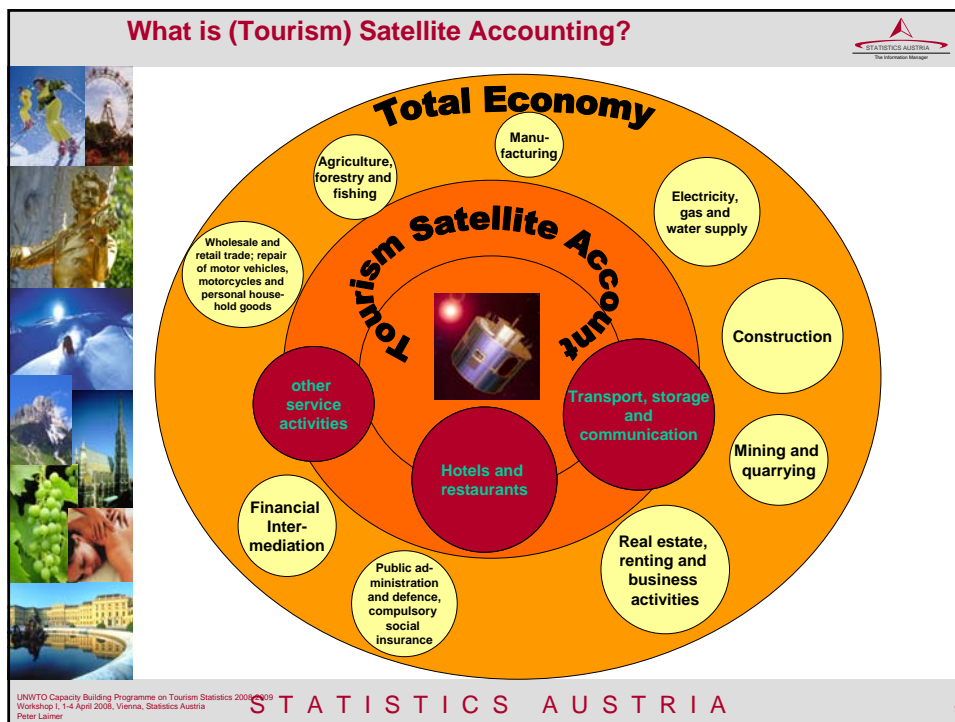 What is (Tourism) Satellite Accounting?
STATISTICS AUSTRIA
The Information Manager
Total Economy
Manu-
facturing
Agriculture,
forestry and
fishing
Electricity,
gas and
water supply
Tourism Satellite Account
Wholesale and
retail trade; repair
of motor vehicles,
motorcycles and
personal house-
hold goods
Construction
other
service
activities
Transport, storage
and
communication
Hotels and
restaurants
Mining and
quarrying
Financial
Inter-
mediation
Real estate,
renting and
business
activities
Public ad-
ministration
and defence,
compulsory
social
insurance
UNWTO Capacity Building Programme on Tourism Statistics 2008-2009
Workshop I, 1-4 April 2008, Vienna, Statistics Austria
Peter Laimer
STATISTICS AUSTRIA